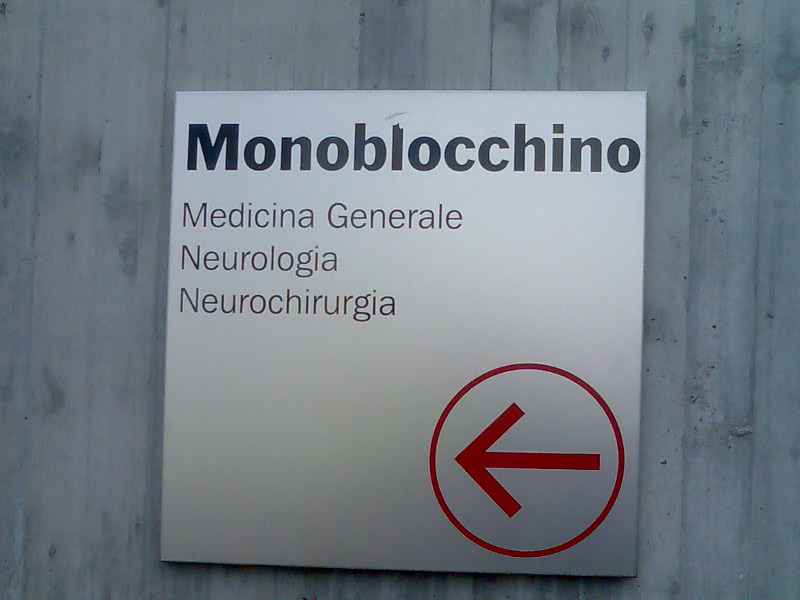 Monoblocchino
Medicina Generale
Neurologia
Neurochirurgia